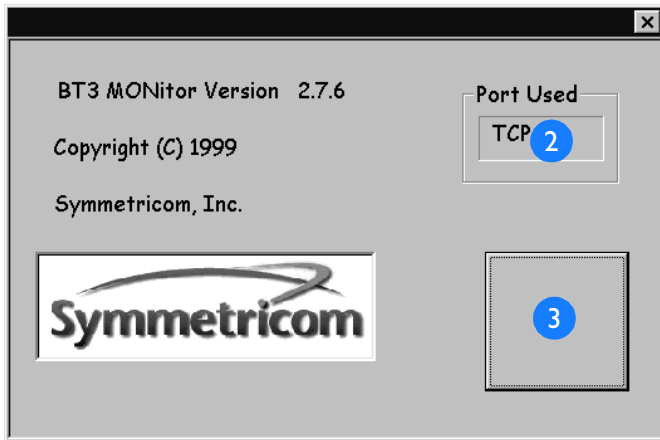 BT3 MONitor Version 2.7.6
Port Used
TCP
2
Copyright (C) 1999
Symmetricom, Inc.
Symmetricom
3